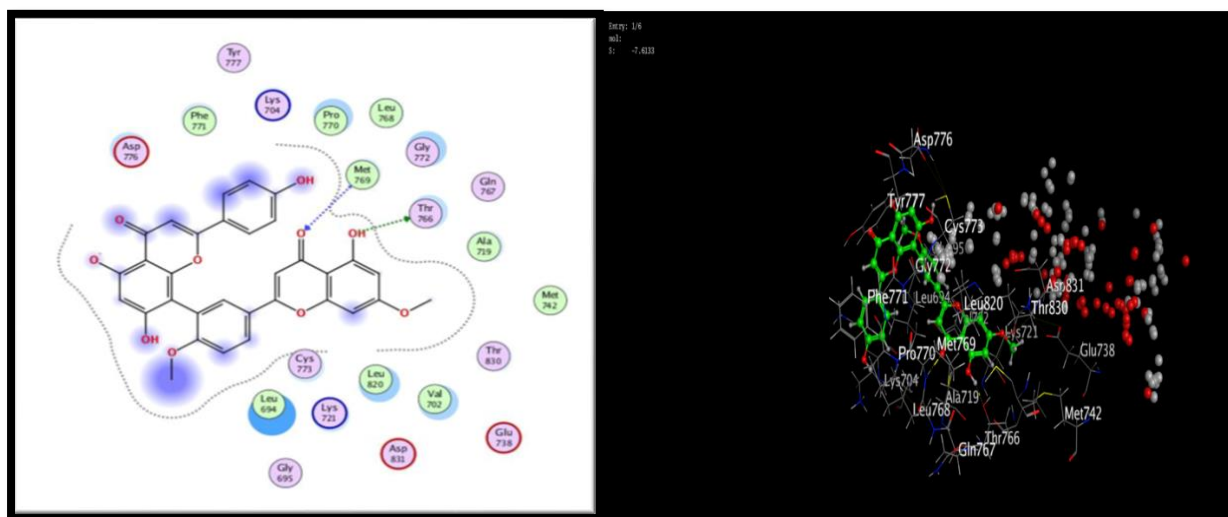 Tyr
777
Lys
704
Phe
771
Pro
770
Leu
768
Asp
776
Gly
772
Met
769
OH
Gln
767
Thr
766
O
O
OH
Ala
719
O-
O
Met
742
OH
O
O
O
Cys
773
Thr
830
Leu
820
Leu
694
Lys
721
Val
702
Glu
738
Asp
831
Gly
695
Entry: 1/6
mol:
S: -7.6133
Asp776
Tyr777
Cys773
Gly772
Asp831
Phe771
Leu694
Leu820
Thr830
Lys721
Met769
Pro770
Glu738
Lys704
Ala719
Leu768
Met742
Thr766
Gln767